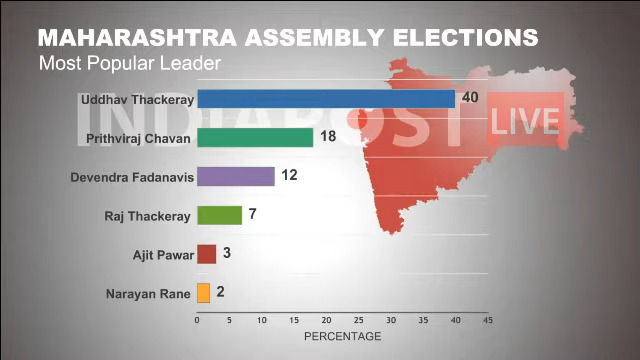 MAHARASHTRA ASSEMBLY ELECTIONS
Most Popular Leader
INDIAPOST LIVE
Uddhav Thackeray 40
Prithviraj Chavan 18
Devendra Fadanavis 12
Raj Thackeray 7
Ajit Pawar 3
Narayan Rane 2
0 5 10 15 20 25 30 35 40 45
PERCENTAGE